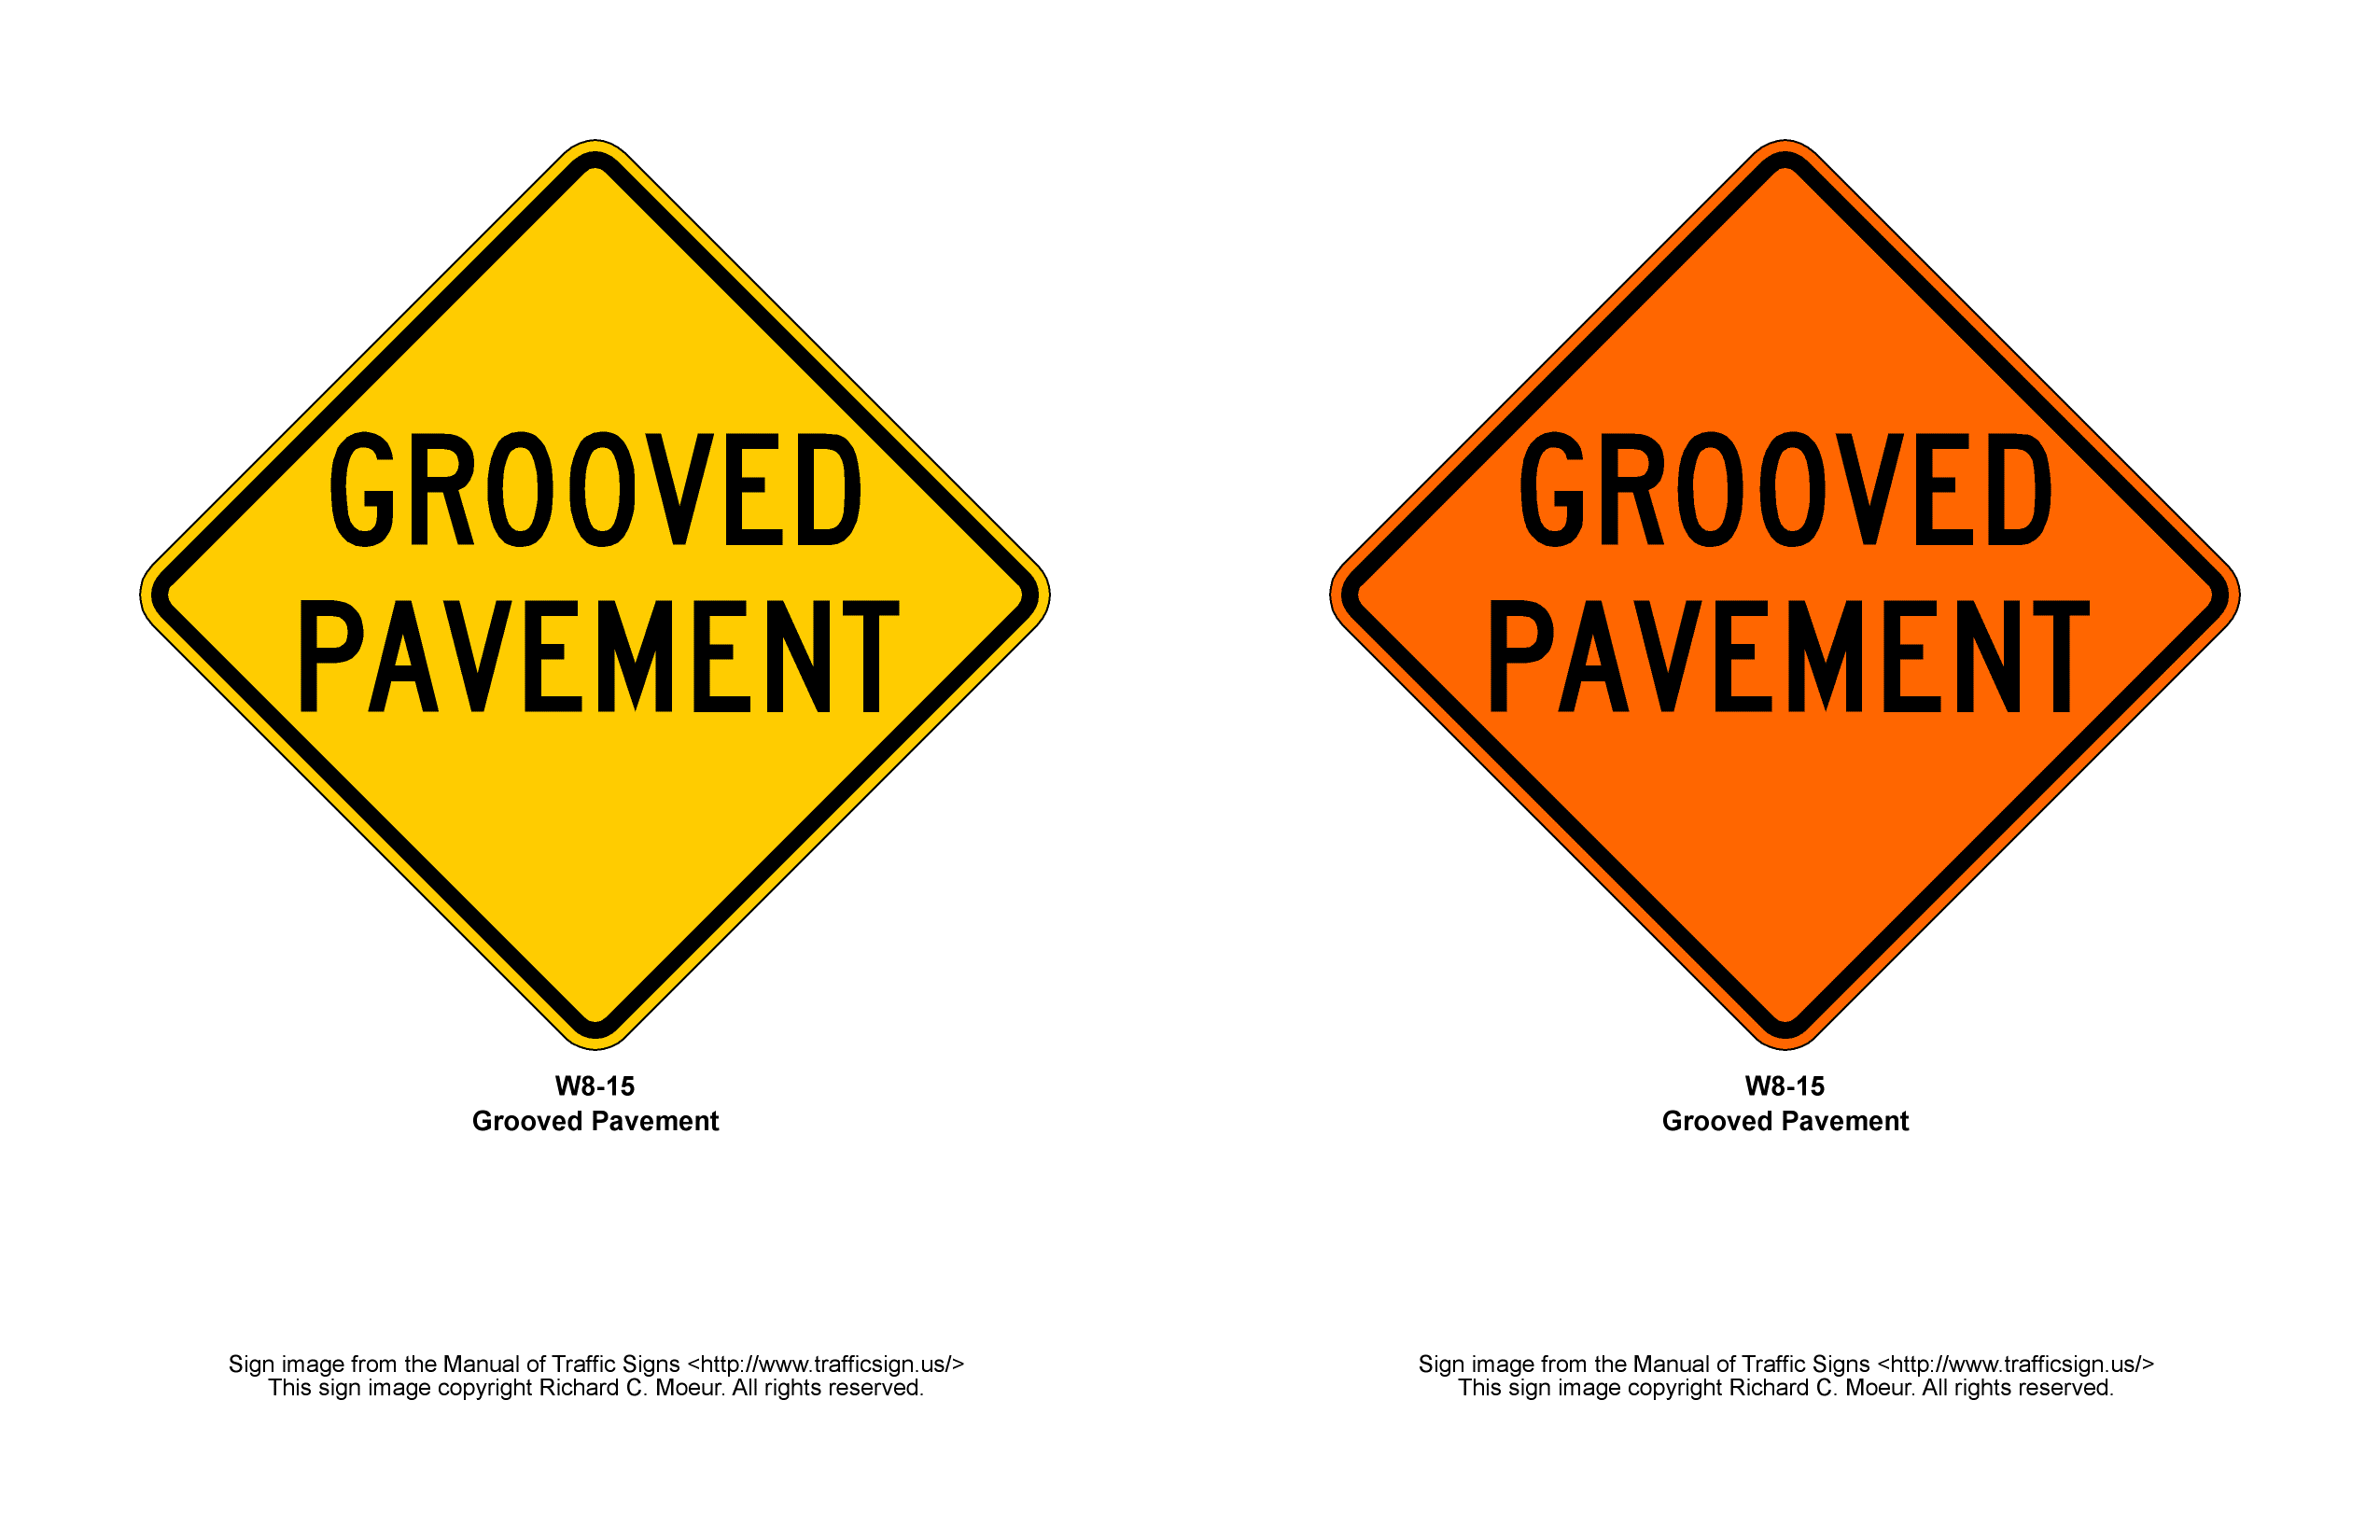 GROOVED
PAVEMENT
W8-15
Grooved Pavement
Sign image from the Manual of Traffic Signs <http://www.trafficsign.us/>
This sign image copyright Richard C. Moeur. All rights reserved.
GROOVED
PAVEMENT
W8-15
Grooved Pavement
Sign image from the Manual of Traffic Signs <http://www.trafficsign.us/>
This sign image copyright Richard C. Moeur. All rights reserved.